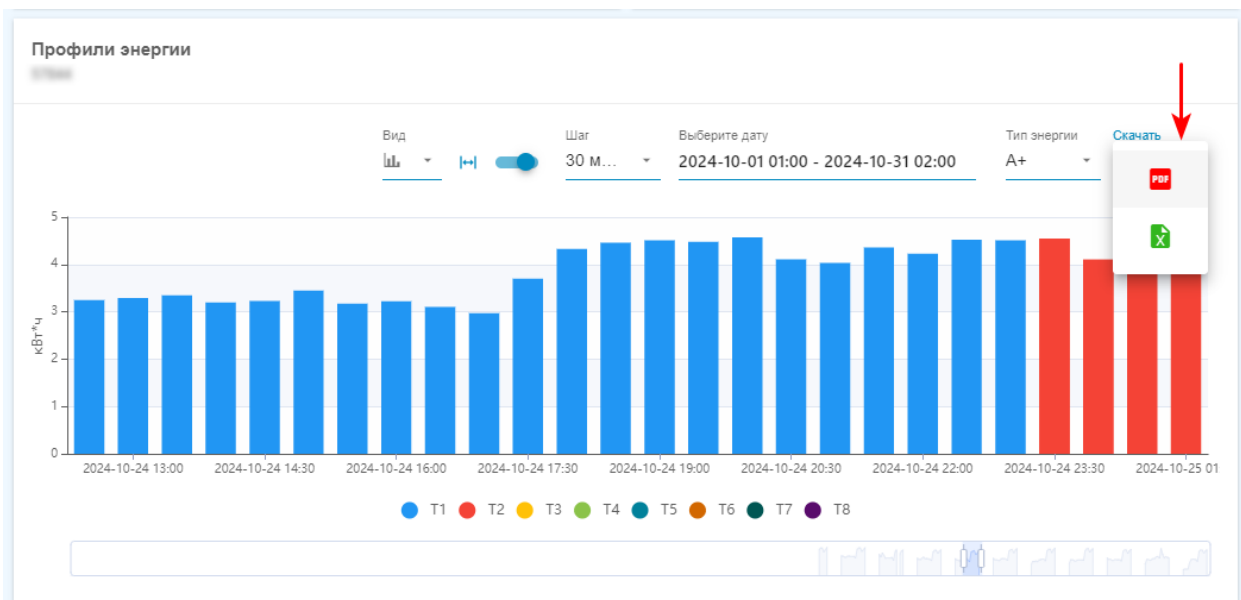 Профили энергии
Вид
Шаг
Выберите дату
Тип энергии
Скачать
30 м...
2024-10-01 01:00 - 2024-10-31 02:00
A+
PDF
X
5
4
3
2
1
0
кВт*ч
2024-10-24 13:00
2024-10-24 14:30
2024-10-24 16:00
2024-10-24 17:30
2024-10-24 19:00
2024-10-24 20:30
2024-10-24 22:00
2024-10-24 23:30
2024-10-25 01
T1 T2 T3 T4 T5 T6 T7 T8